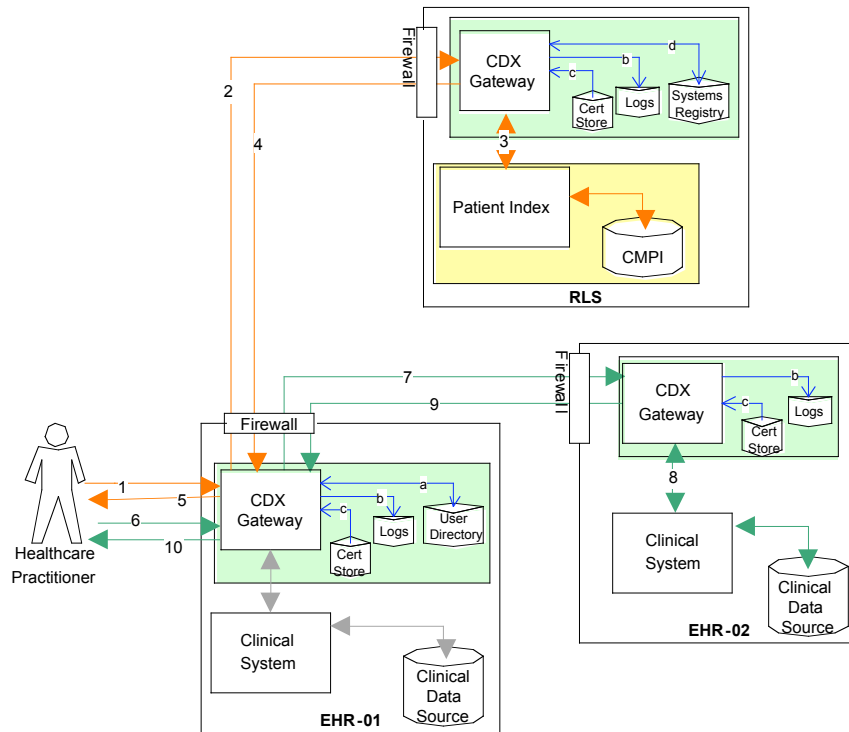 Firewall
CDX
Gateway
d
b
c
Cert
Store
Logs
Systems
Registry
2
4
3
Patient Index
CMPI
RLS
Firewall
7
9
CDX
Gateway
b
c
Logs
Cert
Store
8
Clinical
System
Clinical
Data
Source
EHR-02
Firewall
1
5
6
10
Healthcare
Practitioner
CDX
Gateway
a
b
c
Logs
User
Directory
Cert
Store
Clinical
System
Clinical
Data
Source
EHR-01